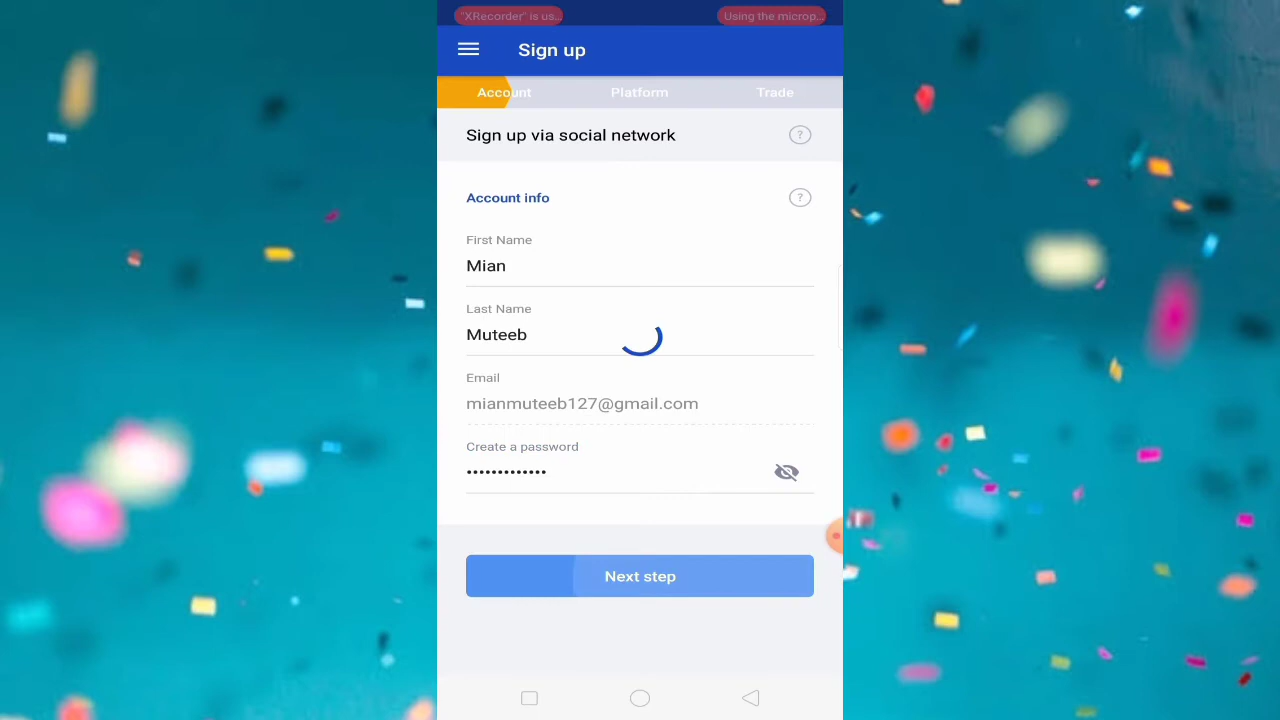 "XRecorder" is us... Using the microp...
Sign up
Account Platform Trade
Sign up via social network ?
Account info ?
First Name
Mian
Last Name
Muteeb
Email
mianmuteeb127@gmail.com
Create a password
•••••••••••••
Next step